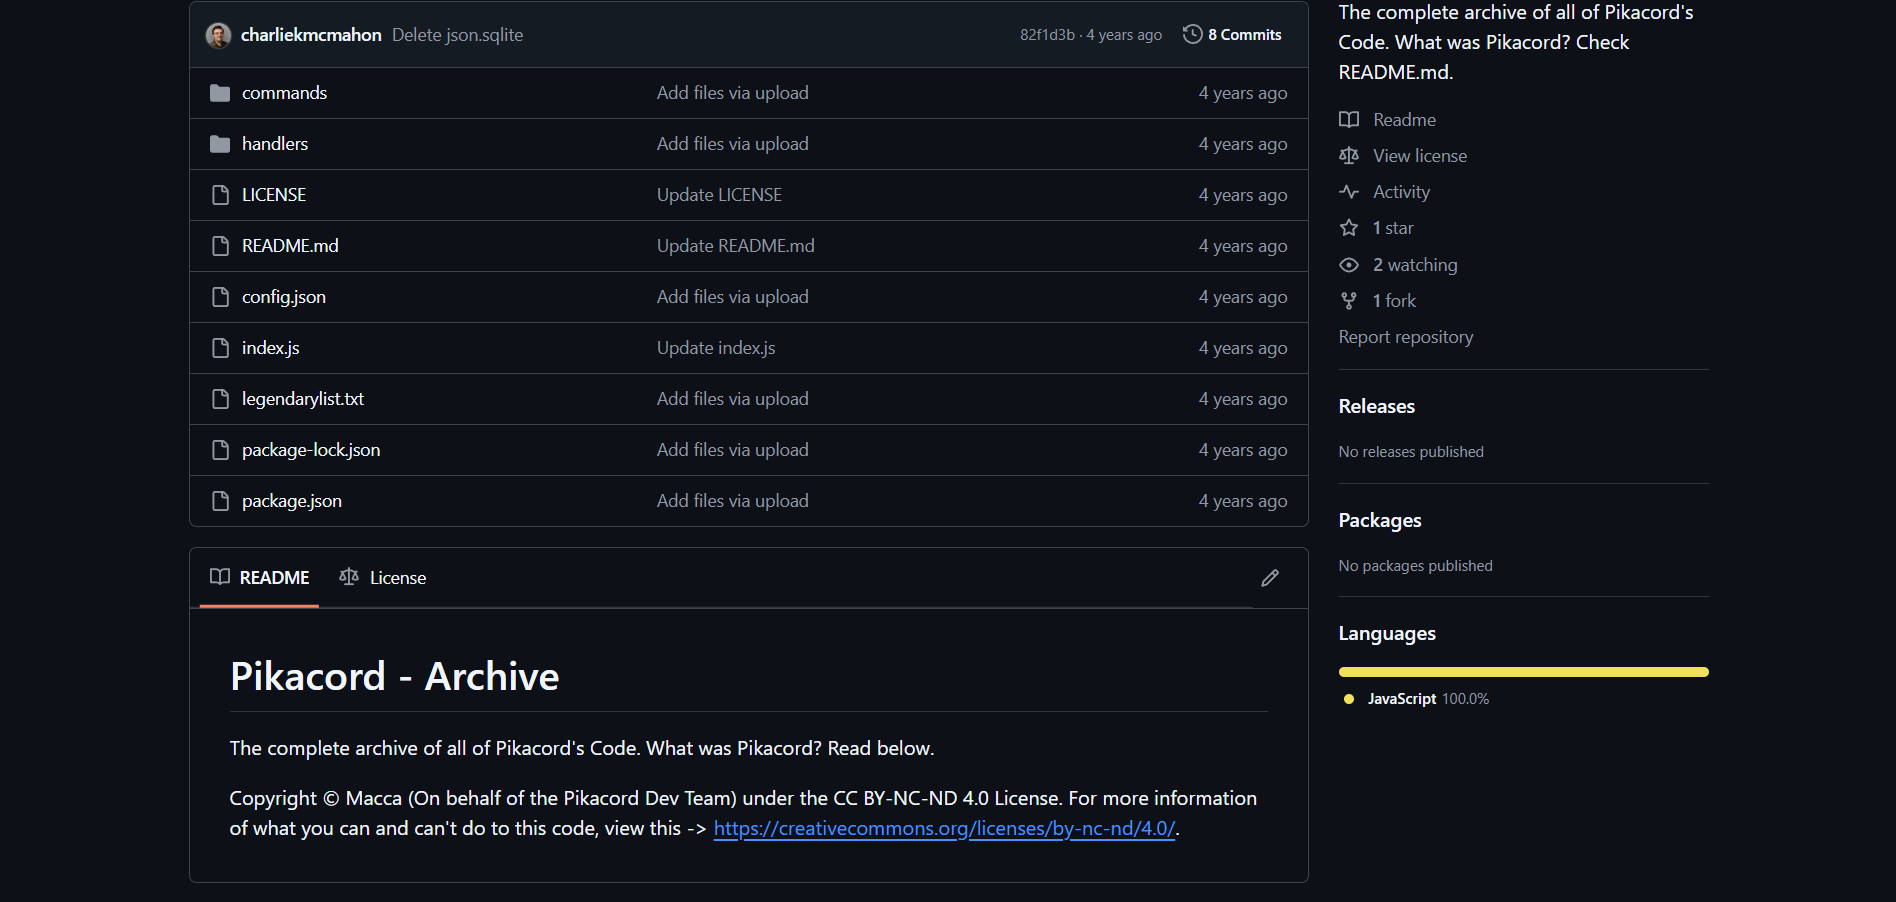 charliekmcmahon Delete json.sqlite 82f1d3b · 4 years ago 8 Commits
commands Add files via upload 4 years ago
handlers Add files via upload 4 years ago
LICENSE Update LICENSE 4 years ago
README.md Update README.md 4 years ago
config.json Add files via upload 4 years ago
index.js Update index.js 4 years ago
legendarylist.txt Add files via upload 4 years ago
package-lock.json Add files via upload 4 years ago
package.json Add files via upload 4 years ago
README License
Pikacord - Archive
The complete archive of all of Pikacord's Code. What was Pikacord? Read below.
Copyright © Macca (On behalf of the Pikacord Dev Team) under the CC BY-NC-ND 4.0 License. For more information
of what you can and can't do to this code, view this -> https://creativecommons.org/licenses/by-nc-nd/4.0/.
The complete archive of all of Pikacord's
Code. What was Pikacord? Check
README.md.
Readme
View license
Activity
1 star
2 watching
1 fork
Report repository
Releases
No releases published
Packages
No packages published
Languages
JavaScript 100.0%